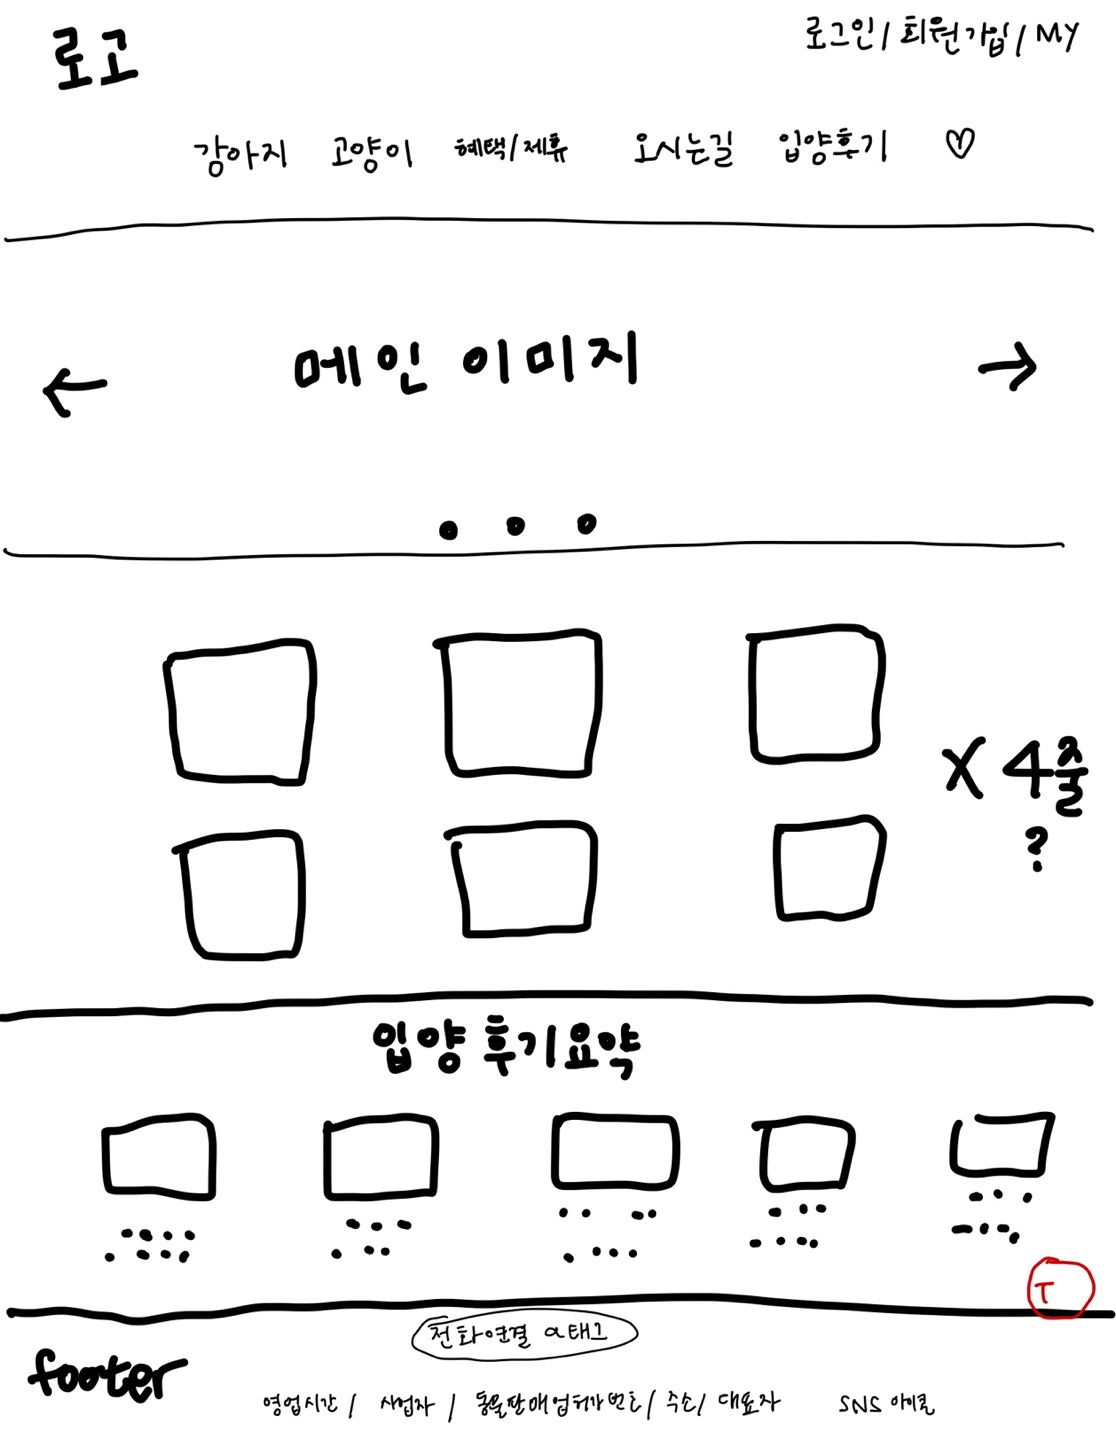 로고
로그인 / 회원가입 / MY
강아지 고양이 혜택/제휴 오시는길 입양후기 ♡
← 메인 이미지 →
X 4줄
?
입양 후기요약
T
전화연결 a태그
footer
영업시간 / 사업자 / 동물판매업허가번호 / 주소 / 대표자 SNS 아이콘